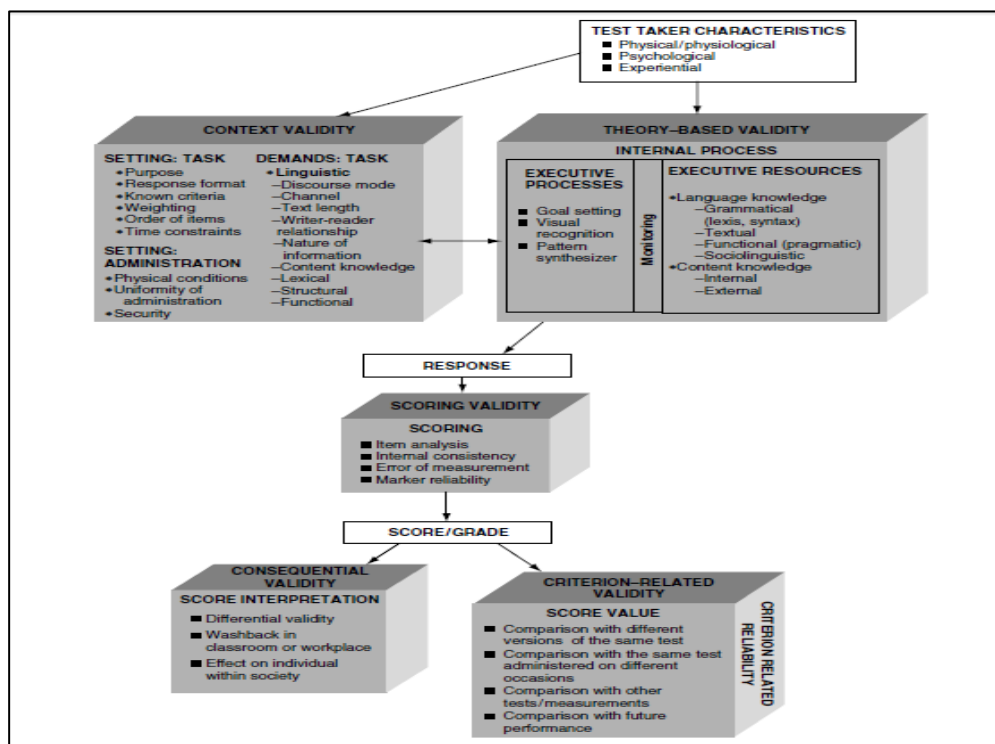 TEST TAKER CHARACTERISTICS
■ Physical/physiological
■ Psychological
■ Experiential
CONTEXT VALIDITY
SETTING: TASK
◆Purpose
◆Response format
◆Known criteria
◆Weighting
◆Order of items
◆Time constraints
SETTING:
ADMINISTRATION
◆Physical conditions
◆Uniformity of
administration
◆Security
DEMANDS: TASK
◆Linguistic
–Discourse mode
–Channel
–Text length
–Writer-reader
relationship
–Nature of
information
–Content knowledge
–Lexical
–Structural
–Functional
THEORY–BASED VALIDITY
INTERNAL PROCESS
EXECUTIVE
PROCESSES
■ Goal setting
■ Visual
recognition
■ Pattern
synthesizer
Monitoring
EXECUTIVE RESOURCES
◆Language knowledge
–Grammatical
(lexis, syntax)
–Textual
–Functional (pragmatic)
–Sociolinguistic
◆Content knowledge
–Internal
–External
RESPONSE
SCORING VALIDITY
SCORING
■ Item analysis
■ Internal consistency
■ Error of measurement
■ Marker reliability
SCORE/GRADE
CONSEQUENTIAL
VALIDITY
SCORE INTERPRETATION
■ Differential validity
■ Washback in
classroom or workplace
■ Effect on individual
within society
CRITERION–RELATED
VALIDITY
SCORE VALUE
■ Comparison with different
versions of the same test
■ Comparison with the same test
administered on different
occasions
■ Comparison with other
tests/measurements
■ Comparison with future
performance
CRITERION RELATED
RELIABILITY